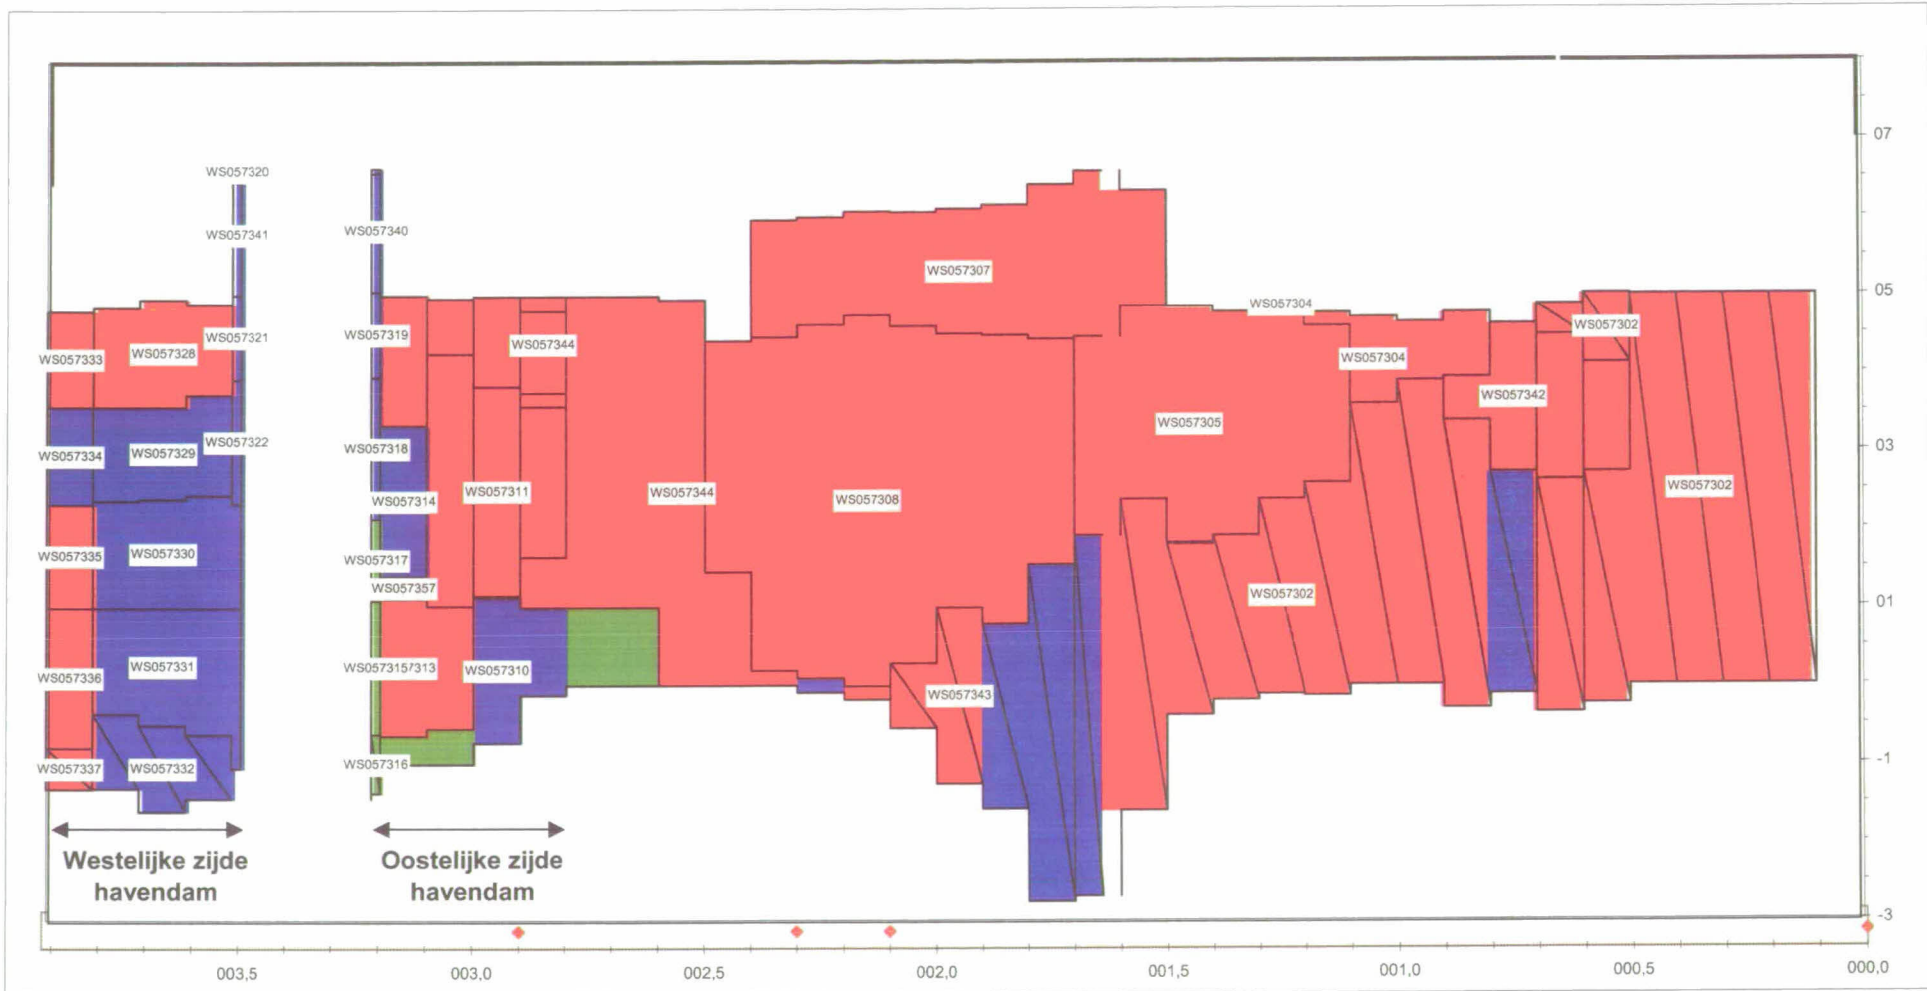 WS057320
WS057341
WS057340
07
WS057307
05
WS057304
WS057321
WS057319
WS057302
WS057333
WS057328
WS057344
WS057304
WS057342
WS057305
WS057322
WS057318
03
WS057334
WS057329
WS057314
WS057311
WS057344
WS057308
WS057302
WS057335
WS057330
WS057317
WS057357
WS057302
01
WS057336
WS057331
WS0573157313
WS057310
WS057343
WS057337
WS057332
WS057316
-1
Westelijke zijde
havendam
Oostelijke zijde
havendam
-3
003,5
003,0
002,5
002,0
001,5
001,0
000,5
000,0